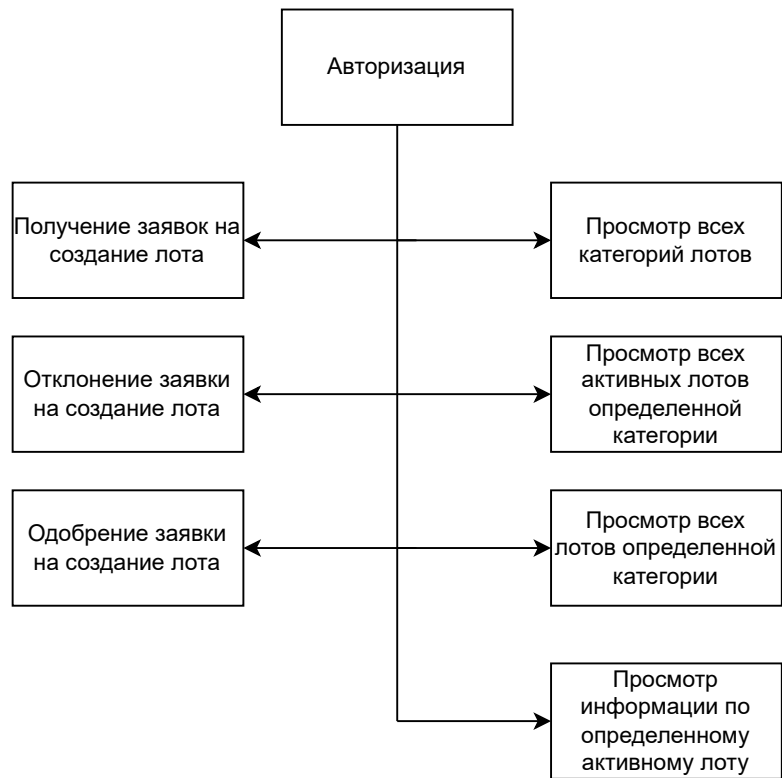 Авторизация
Получение заявок на
создание лота
Просмотр всех
категорий лотов
Отклонение заявки
на создание лота
Просмотр всех
активных лотов
определенной
категории
Одобрение заявки
на создание лота
Просмотр всех
лотов определенной
категории
Просмотр
информации по
определенному
активному лоту